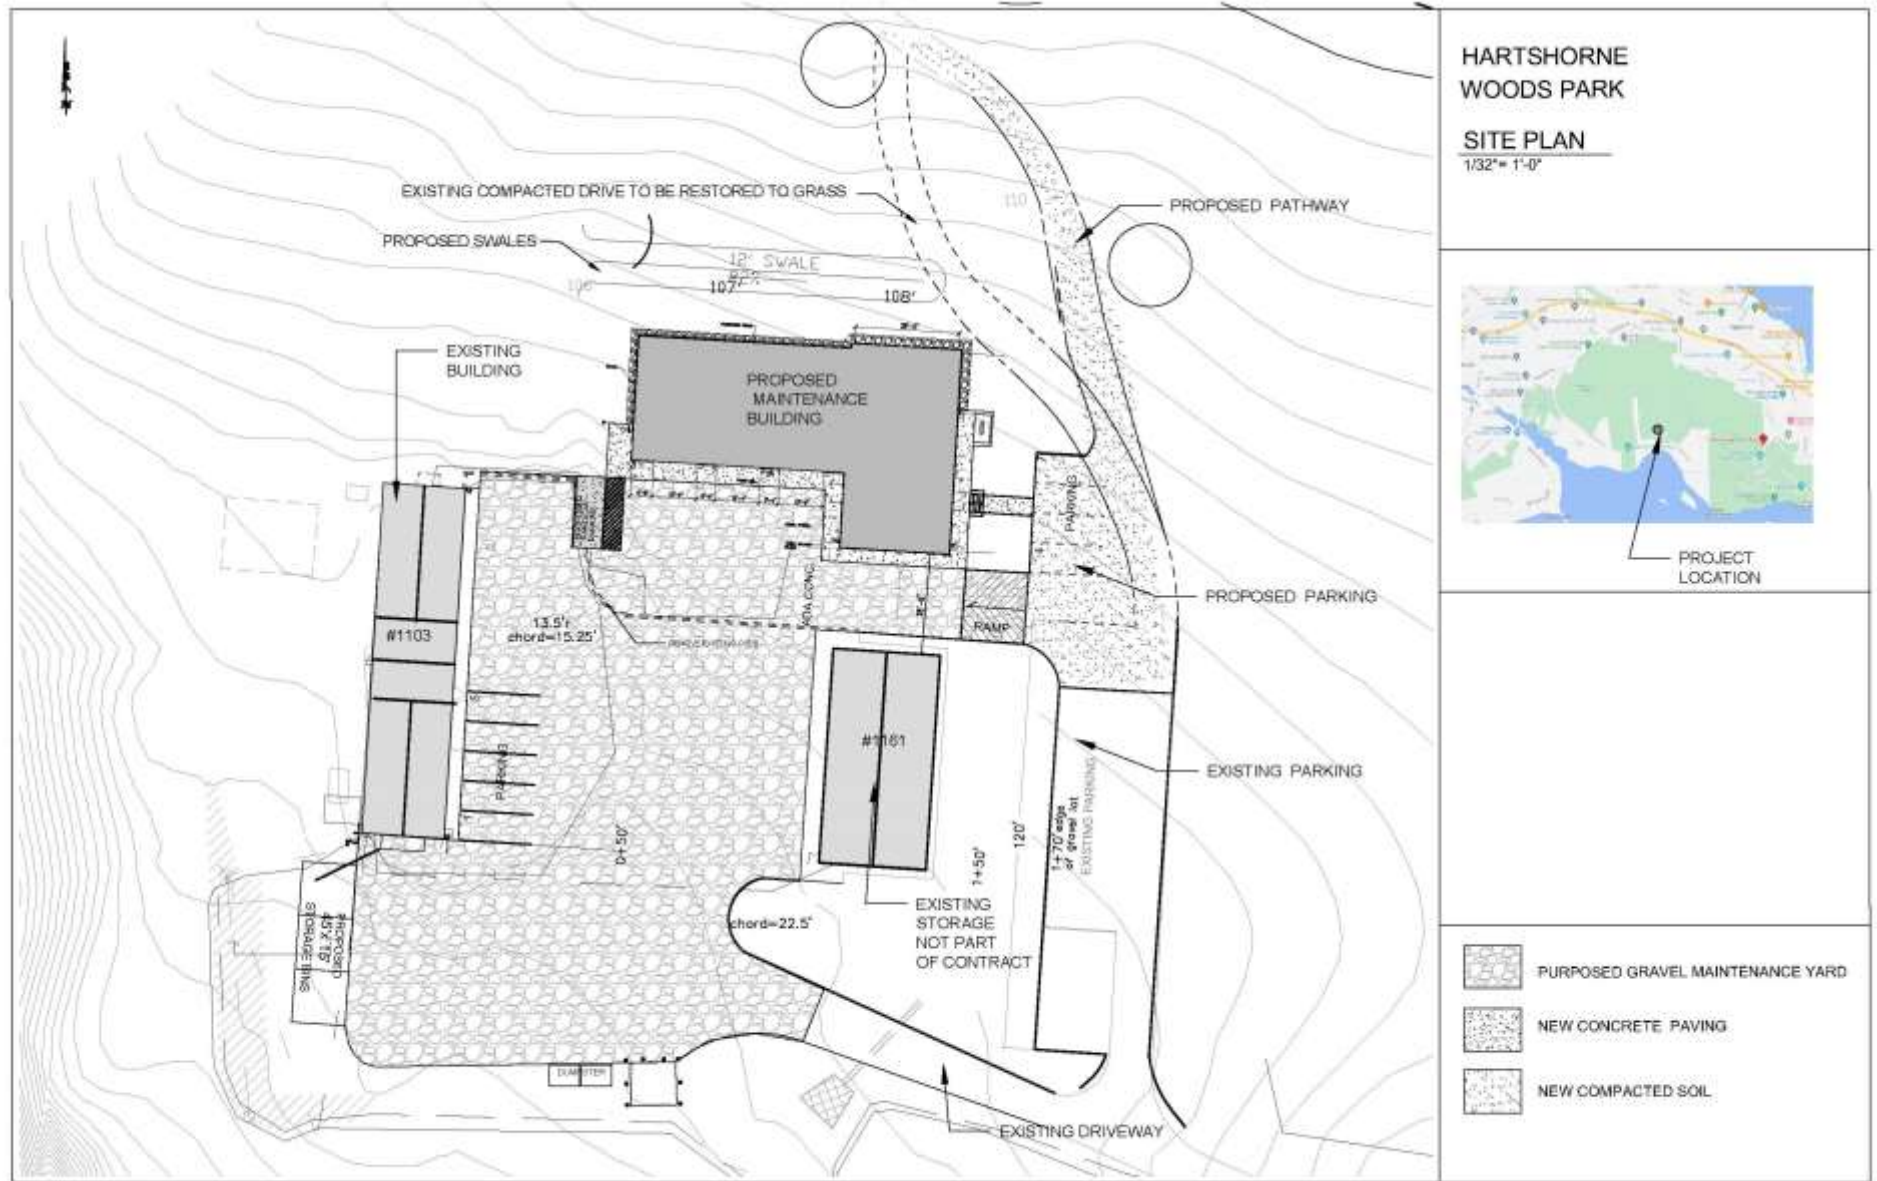 HARTSHORNE
WOODS PARK
SITE PLAN
1/32"= 1'-0"
EXISTING COMPACTED DRIVE TO BE RESTORED TO GRASS
110
PROPOSED PATHWAY
PROPOSED SWALES
12' SWALE
106'
107'
108'
EXISTING
BUILDING
PROPOSED
MAINTENANCE
BUILDING
PARKING
PROJECT
LOCATION
PROPOSED PARKING
ADA CONC.
RAMP
13.5'r
chord=15.25'
#1103
#1161
PARKING
EXISTING PARKING
0+50'
1+50'
120'
1+70' edge
of gravel lot
EXISTING PARKING
EXISTING
STORAGE
NOT PART
OF CONTRACT
chord=22.5'
PROPOSED
45'X 15'
STORAGE BINS
DUMPSTER
EXISTING DRIVEWAY
PURPOSED GRAVEL MAINTENANCE YARD
NEW CONCRETE PAVING
NEW COMPACTED SOIL